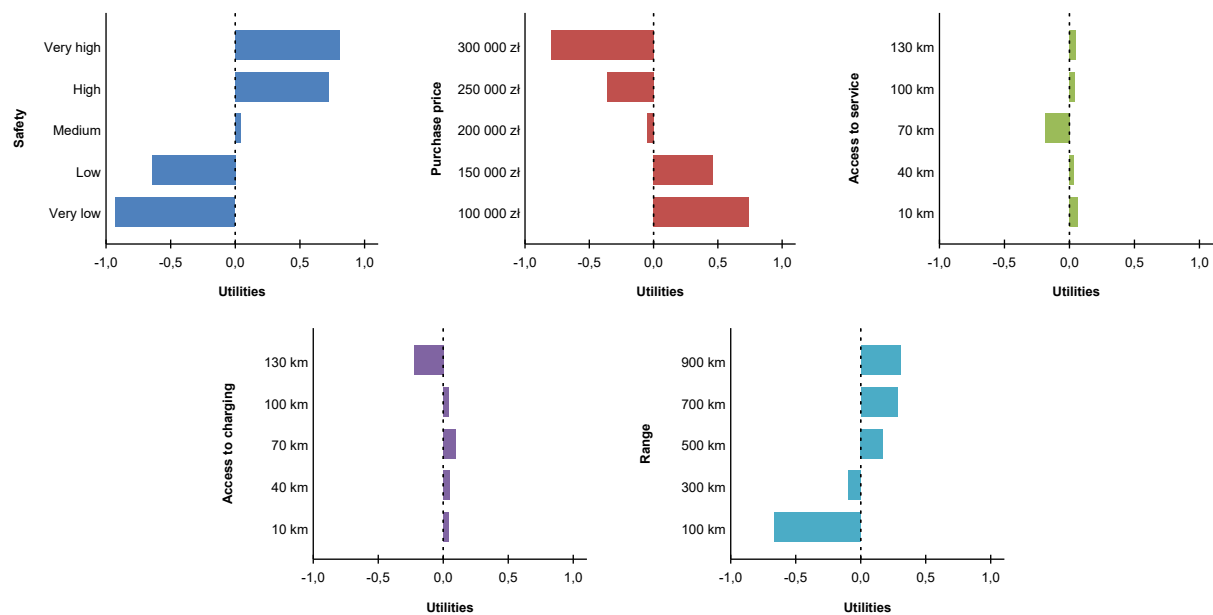 Safety
Very high
High
Medium
Low
Very low
-1,0 -0,5 0,0 0,5 1,0
Utilities
Purchase price
300 000 zł
250 000 zł
200 000 zł
150 000 zł
100 000 zł
-1,0 -0,5 0,0 0,5 1,0
Utilities
Access to service
130 km
100 km
70 km
40 km
10 km
-1,0 -0,5 0,0 0,5 1,0
Utilities
Access to charging
130 km
100 km
70 km
40 km
10 km
-1,0 -0,5 0,0 0,5 1,0
Utilities
Range
900 km
700 km
500 km
300 km
100 km
-1,0 -0,5 0,0 0,5 1,0
Utilities